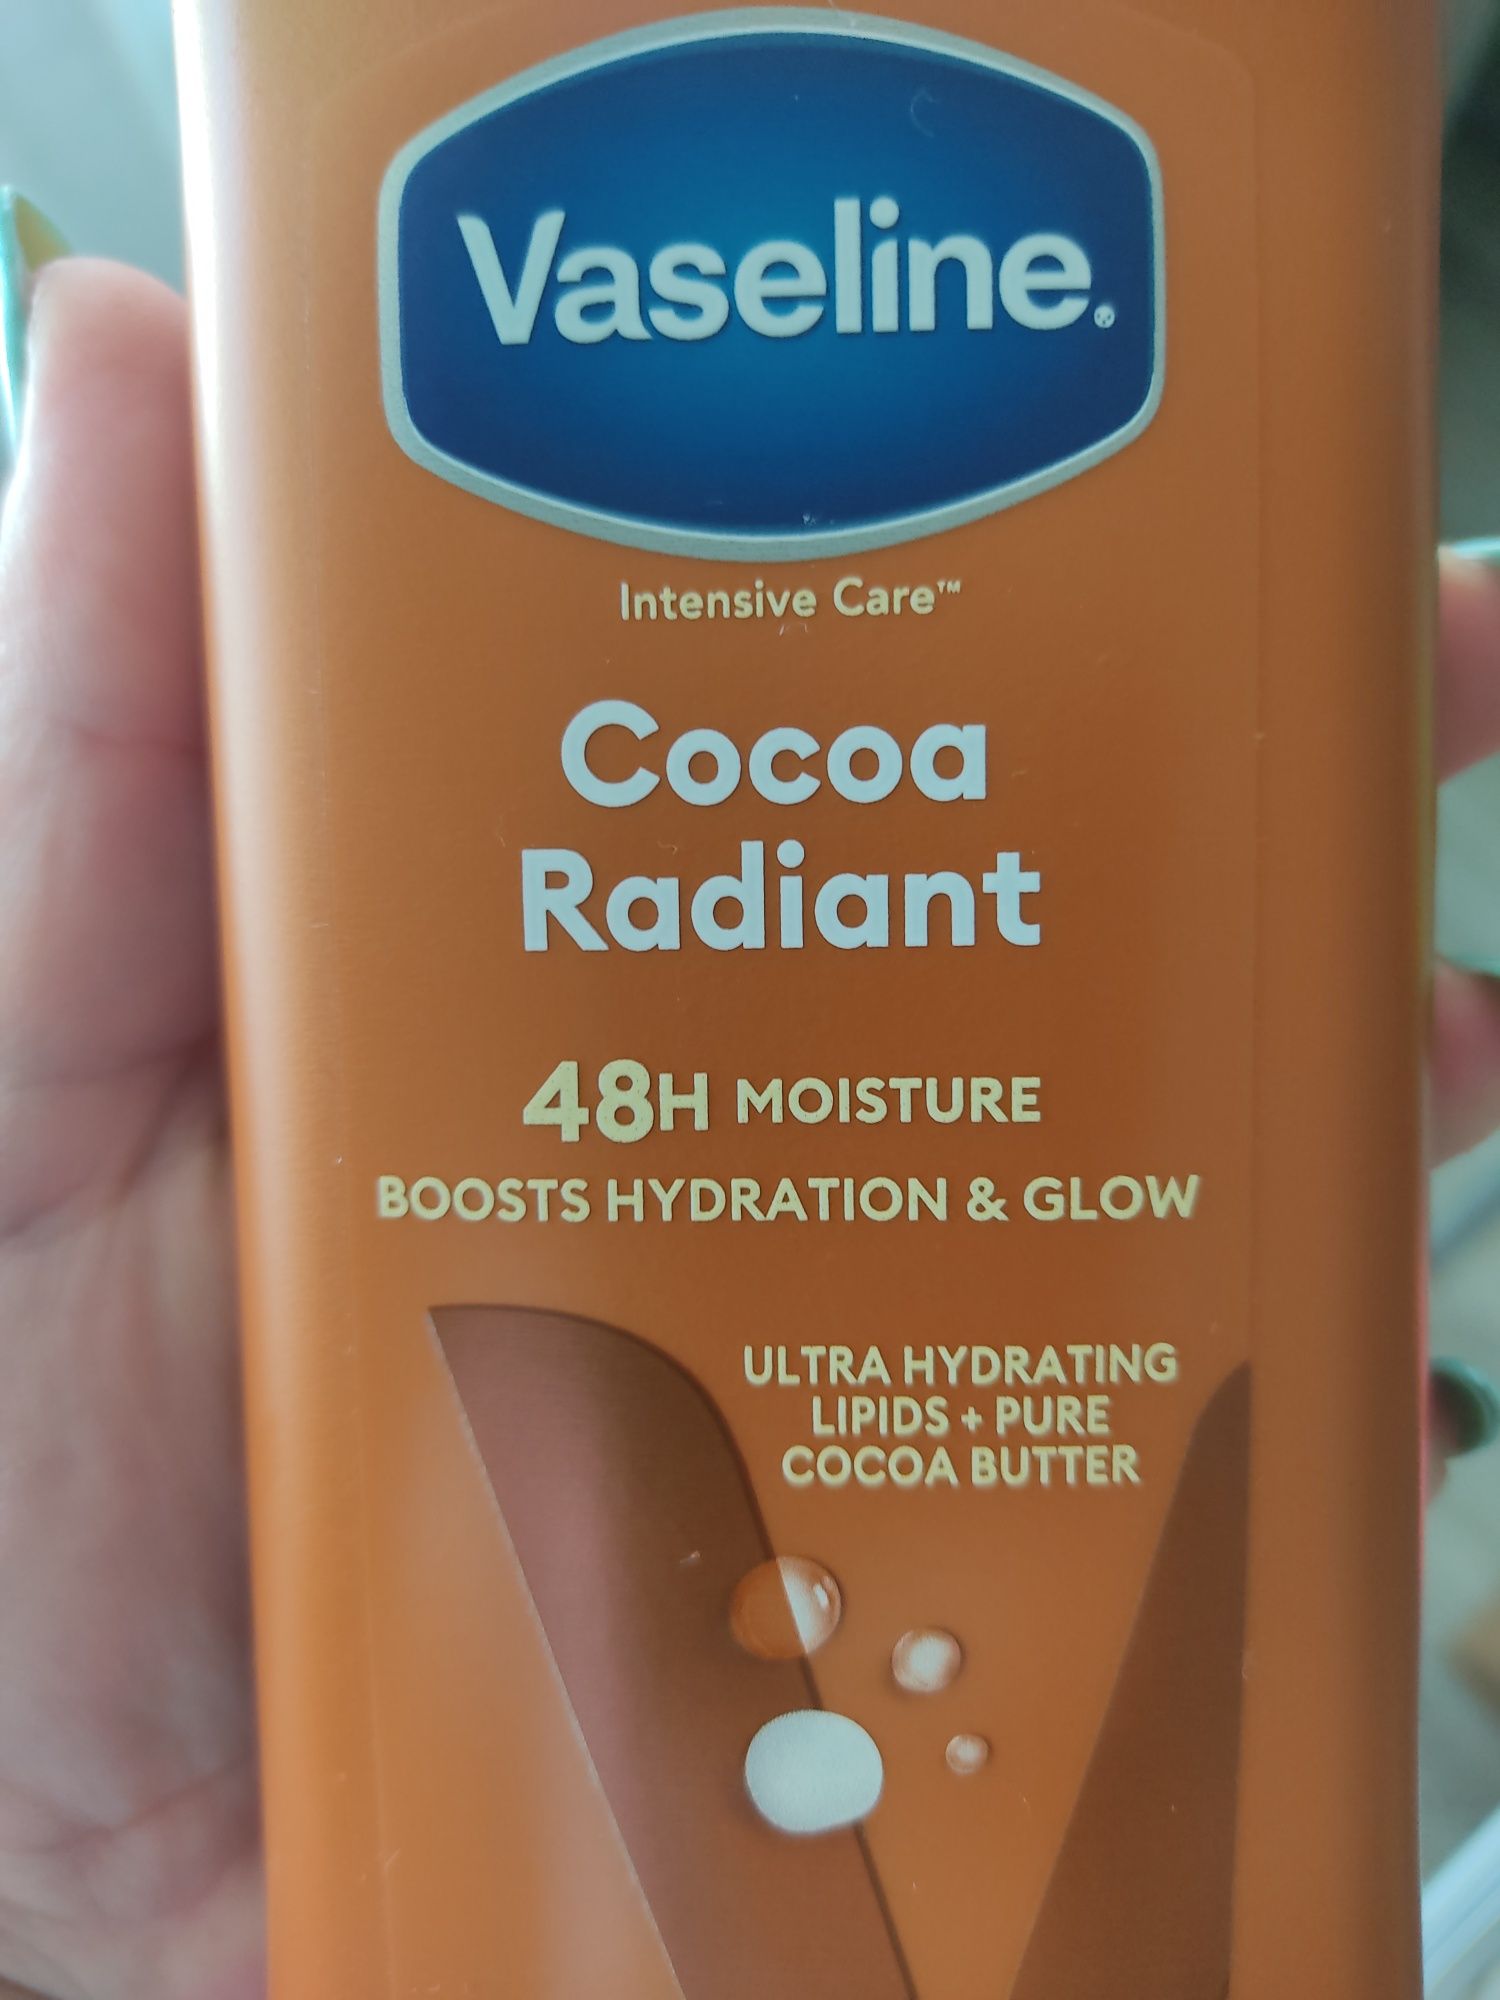 Vaseline.
Intensive Care™
Cocoa
Radiant
48H MOISTURE
BOOSTS HYDRATION & GLOW
ULTRA HYDRATING
LIPIDS + PURE
COCOA BUTTER